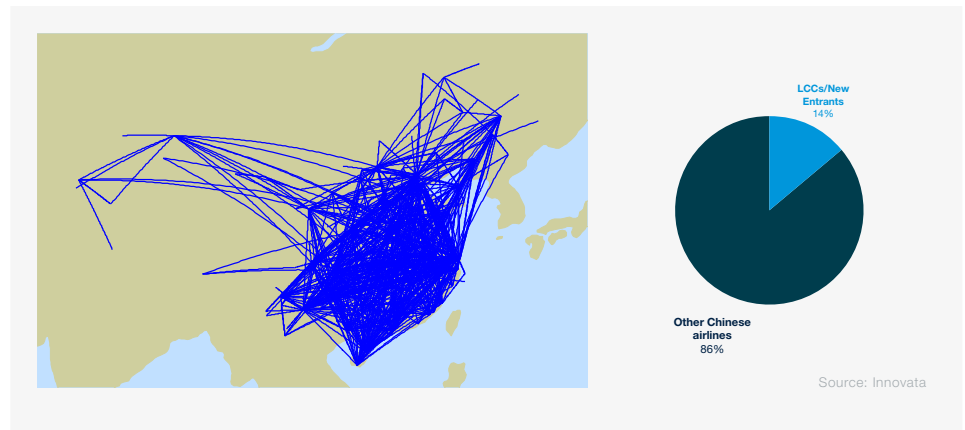 LCCs/New
Entrants
14%
Other Chinese
airlines
86%
Source: Innovata